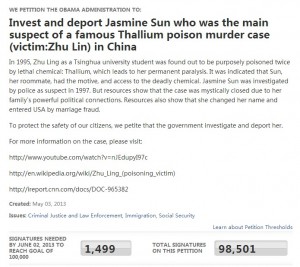 WE PETITION THE OBAMA ADMINISTRATION TO:
Invest and deport Jasmine Sun who was the main
suspect of a famous Thallium poison murder case
(victim:Zhu Lin) in China
In 1995, Zhu Ling as a Tsinghua university student was found out to be purposely poisoned twice
by lethal chemical: Thallium, which leads to her permanent paralysis. It was indicated that Sun,
her roommate, had the motive, and access to the deadly chemical. Jasmine Sun was investigated
by police as suspect in 1997. But resources show that the case was mystically closed due to her
family's powerful political connections. Resources also show that she changed her name and
entered USA by marriage fraud.
To protect the safety of our citizens, we petite that the government investigate and deport her.
For more information on the case, please visit:
http://www.youtube.com/watch?v=rJEdupyI97c
http://en.wikipedia.org/wiki/Zhu_Ling_(poisoning_victim)
http://ireport.cnn.com/docs/DOC-965382
Created: May 03, 2013
Issues: Criminal Justice and Law Enforcement, Immigration, Social Security
Learn about Petition Thresholds
SIGNATURES NEEDED
BY JUNE 02, 2013 TO
REACH GOAL OF
100,000
1,499
TOTAL SIGNATURES
ON THIS PETITION
98,501